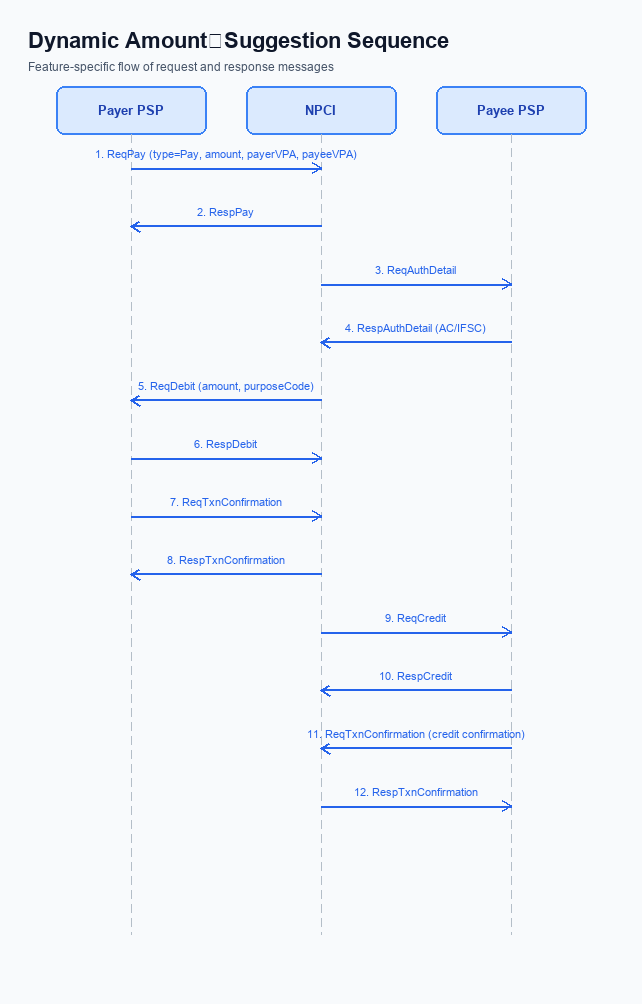 Dynamic Amount□Suggestion Sequence
Feature-specific flow of request and response messages
Payer PSP
NPCI
Payee PSP
1. ReqPay (type=Pay, amount, payerVPA, payeeVPA)
2. RespPay
3. ReqAuthDetail
4. RespAuthDetail (AC/IFSC)
5. ReqDebit (amount, purposeCode)
6. RespDebit
7. ReqTxnConfirmation
8. RespTxnConfirmation
9. ReqCredit
10. RespCredit
11. ReqTxnConfirmation (credit confirmation)
12. RespTxnConfirmation